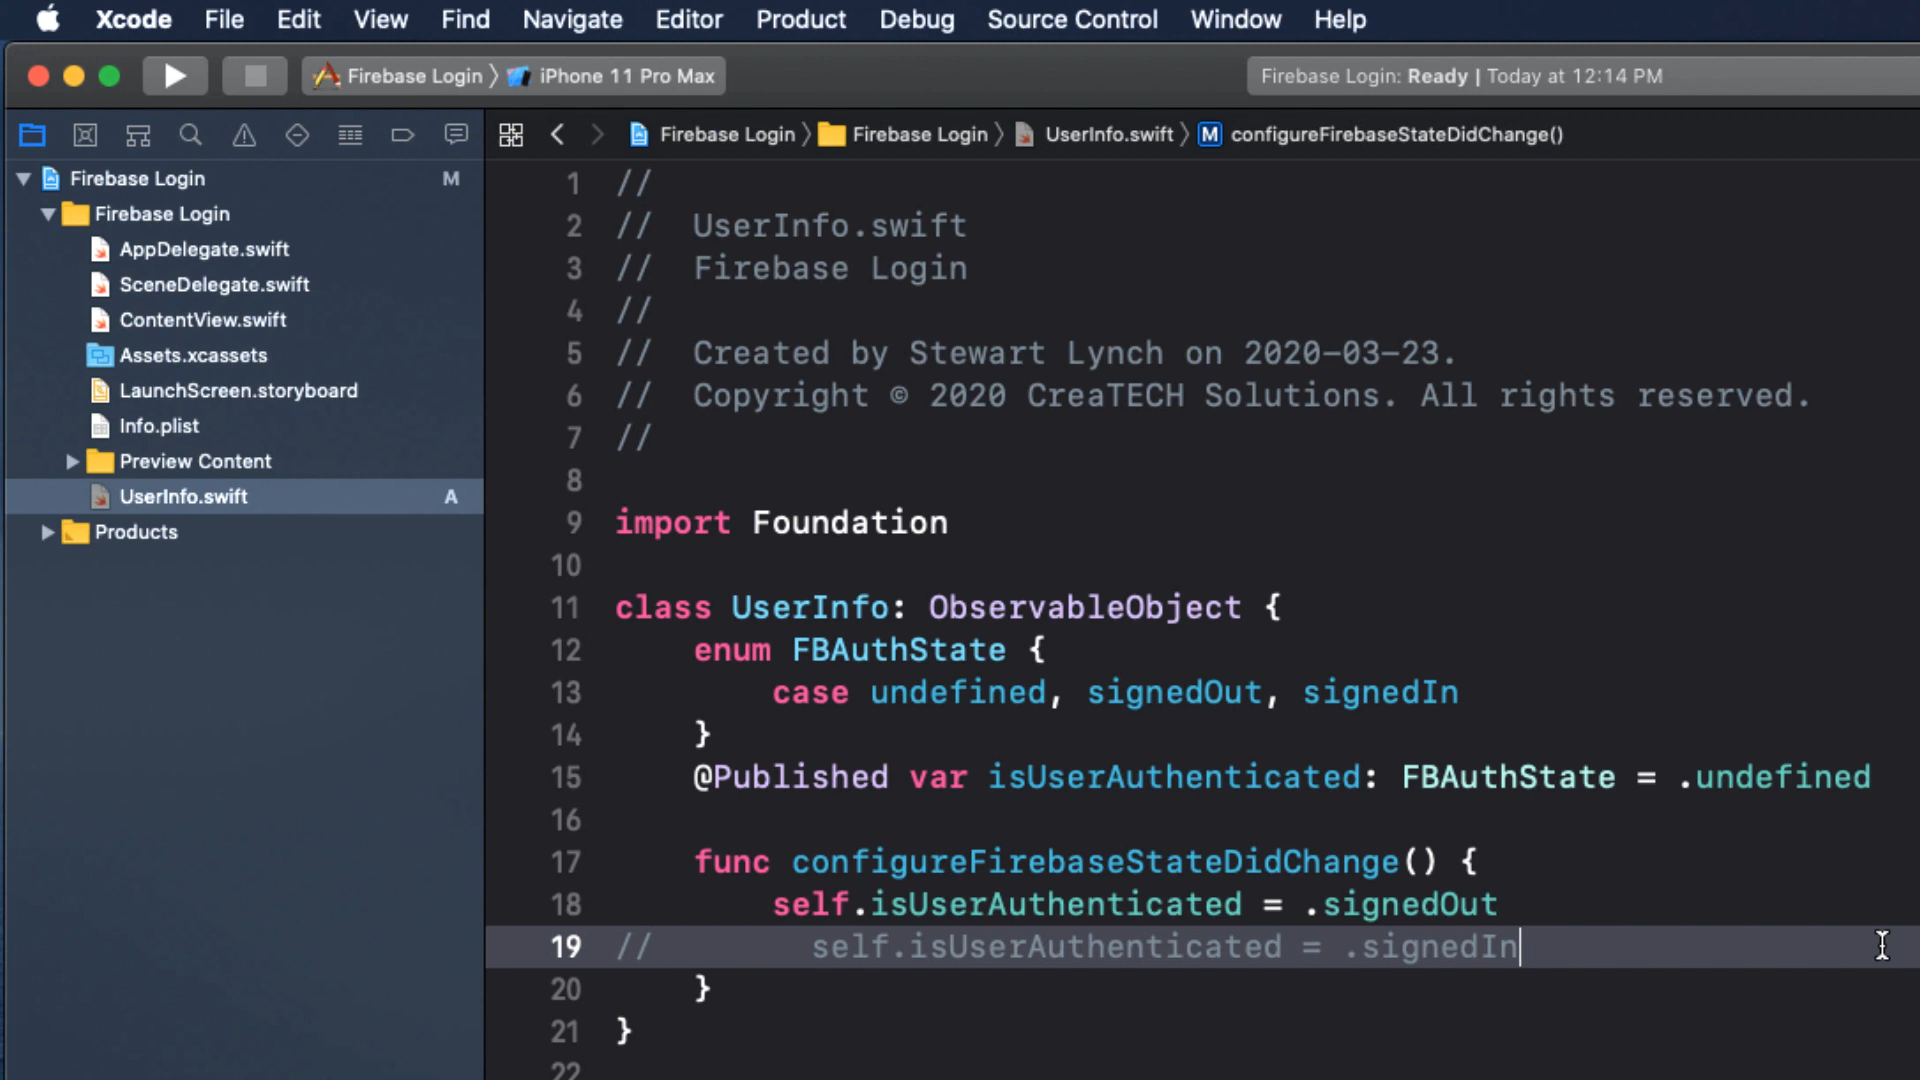 Xcode File Edit View Find Navigate Editor Product Debug Source Control Window Help
Firebase Login 〉 iPhone 11 Pro Max
Firebase Login: Ready | Today at 12:14 PM
Firebase Login 〉 Firebase Login 〉 UserInfo.swift 〉 M configureFirebaseStateDidChange()
Firebase Login M
Firebase Login
AppDelegate.swift
SceneDelegate.swift
ContentView.swift
Assets.xcassets
LaunchScreen.storyboard
Info.plist
Preview Content
UserInfo.swift A
Products
1 //
2 //  UserInfo.swift
3 //  Firebase Login
4 //
5 //  Created by Stewart Lynch on 2020-03-23.
6 //  Copyright © 2020 CreaTECH Solutions. All rights reserved.
7 //
8
9 import Foundation
10
11 class UserInfo: ObservableObject {
12     enum FBAuthState {
13         case undefined, signedOut, signedIn
14     }
15     @Published var isUserAuthenticated: FBAuthState = .undefined
16
17     func configureFirebaseStateDidChange() {
18         self.isUserAuthenticated = .signedOut
19 //        self.isUserAuthenticated = .signedIn
20     }
21 }
22